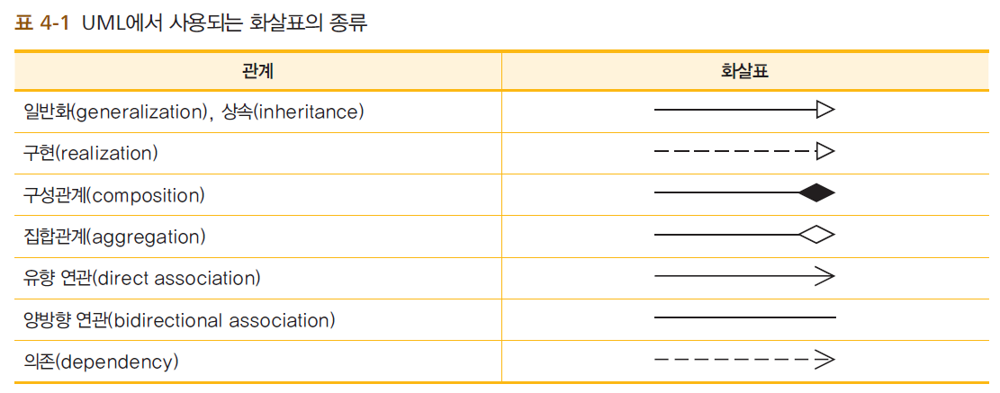 표 4-1 UML에서 사용되는 화살표의 종류
관계 화살표
일반화(generalization), 상속(inheritance)
구현(realization)
구성관계(composition)
집합관계(aggregation)
유향 연관(direct association)
양방향 연관(bidirectional association)
의존(dependency)